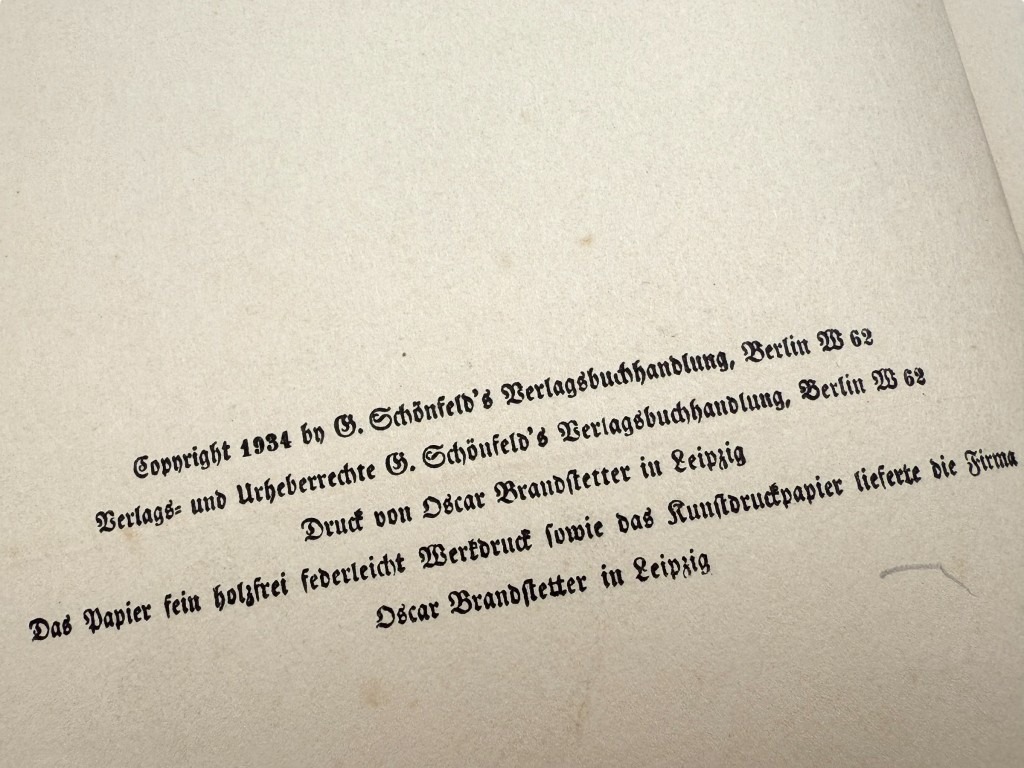 Copyright 1934 by G. Schönfeld's Verlagsbuchhandlung, Berlin W 62
Verlags- und Urheberrechte G. Schönfeld's Verlagsbuchhandlung, Berlin W 62
Druck von Oscar Brandstetter in Leipzig
Das Papier fein holzfrei federleicht Werkdruck sowie das Kunstdruckpapier lieferte die Firma
Oscar Brandstetter in Leipzig